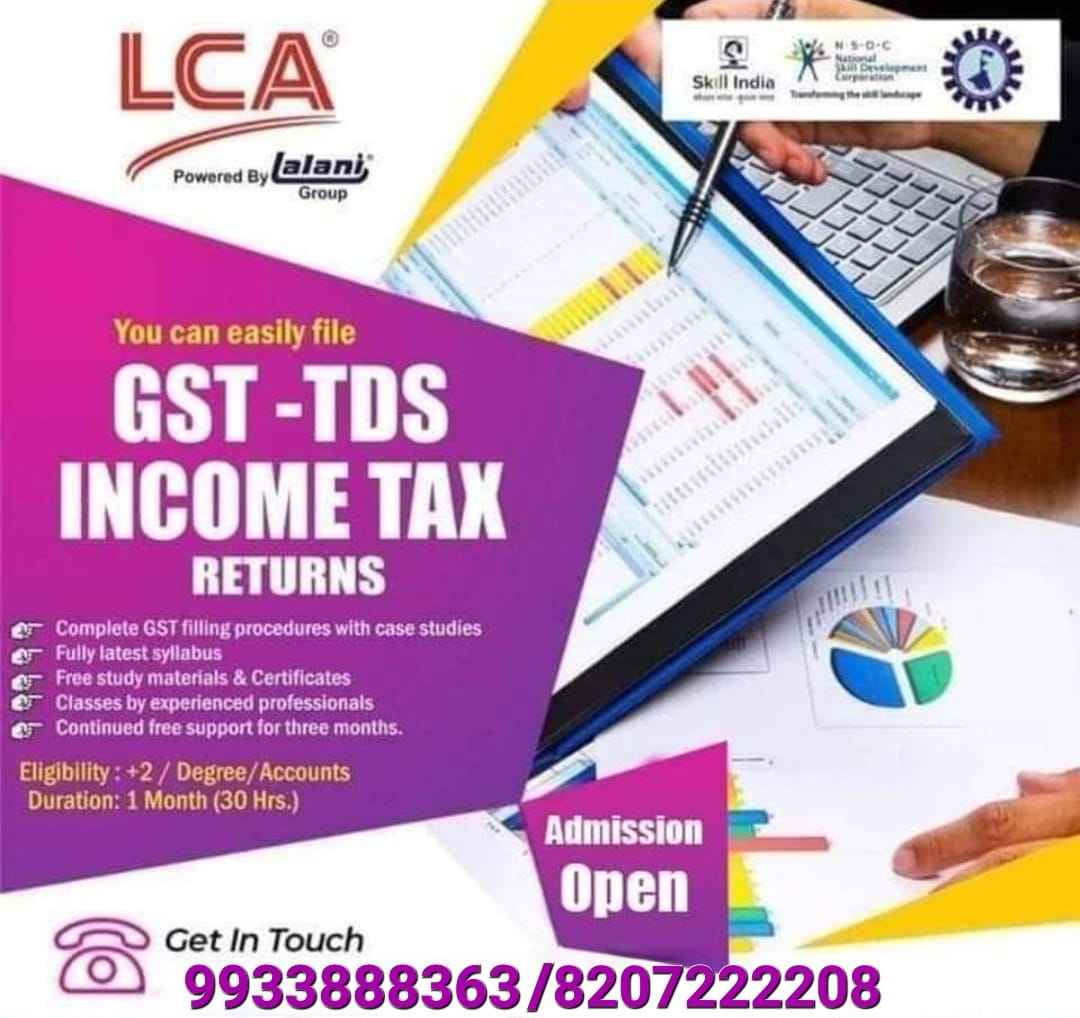 LCA®
Powered By Lalani®
Group
Skill India
N·S·D·C
National
Skill Development
Corporation
Transforming the skill landscape
You can easily file
GST -TDS
INCOME TAX
RETURNS
Complete GST filling procedures with case studies
Fully latest syllabus
Free study materials & Certificates
Classes by experienced professionals
Continued free support for three months.
Eligibility : +2 / Degree/Accounts
Duration: 1 Month (30 Hrs.)
Admission
Open
Get In Touch
9933888363/8207222208